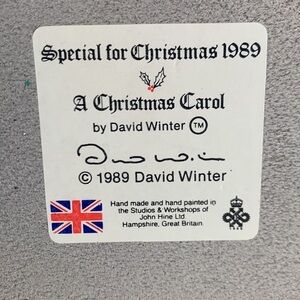 Special for Christmas 1989
A Christmas Carol
by David Winter TM
© 1989 David Winter
Hand made and hand painted in
the Studios & Workshops of
John Hine Ltd.
Hampshire, Great Britain.